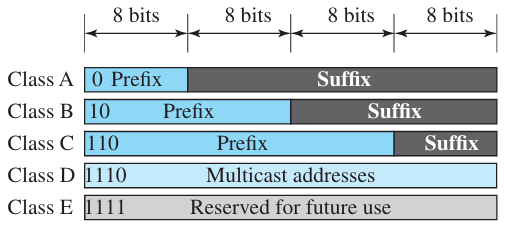 8 bits 8 bits 8 bits 8 bits
Class A 0 Prefix Suffix
Class B 10 Prefix Suffix
Class C 110 Prefix Suffix
Class D 1110 Multicast addresses
Class E 1111 Reserved for future use